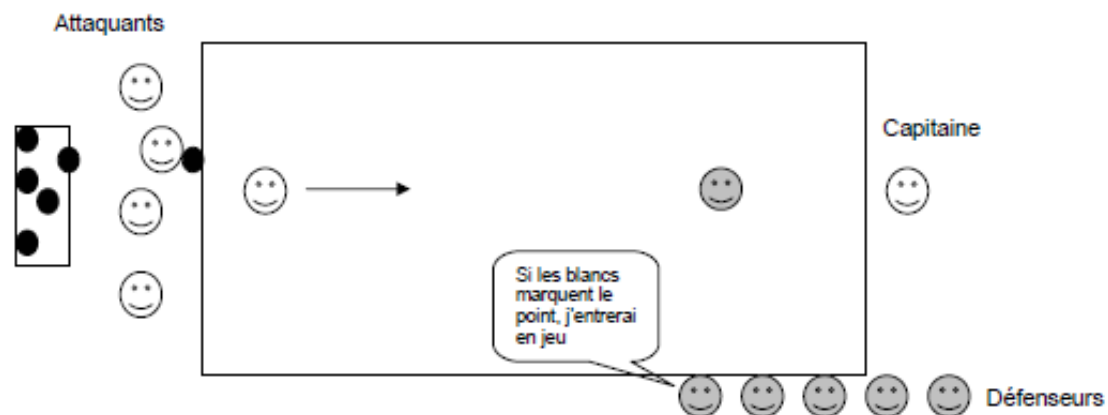 Attaquants
Capitaine
Si les blancs
marquent le
point, j'entrerai
en jeu
Défenseurs